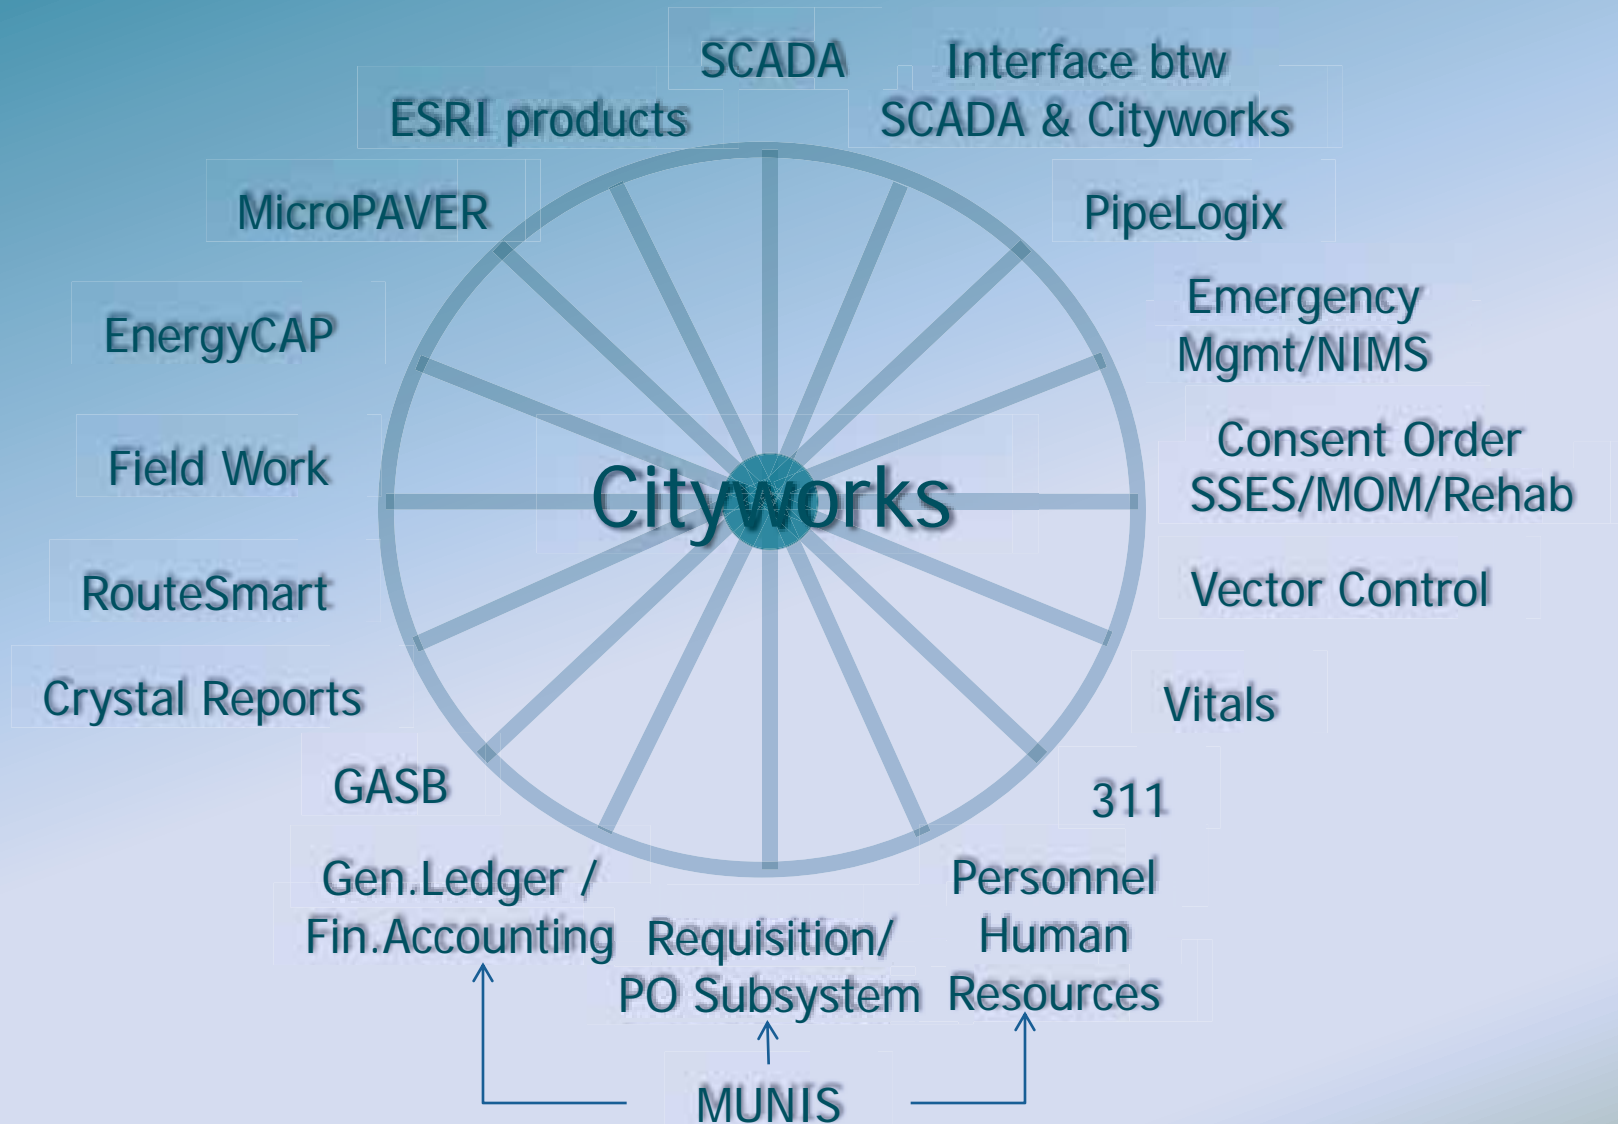 SCADA
Interface btw
SCADA & Cityworks
ESRI products
MicroPAVER
PipeLogix
Emergency
Mgmt/NIMS
EnergyCAP
Consent Order
SSES/MOM/Rehab
Field Work
Cityworks
RouteSmart
Vector Control
Crystal Reports
Vitals
GASB
311
Gen.Ledger /
Fin.Accounting
Requisition/
PO Subsystem
Personnel
Human
Resources
MUNIS